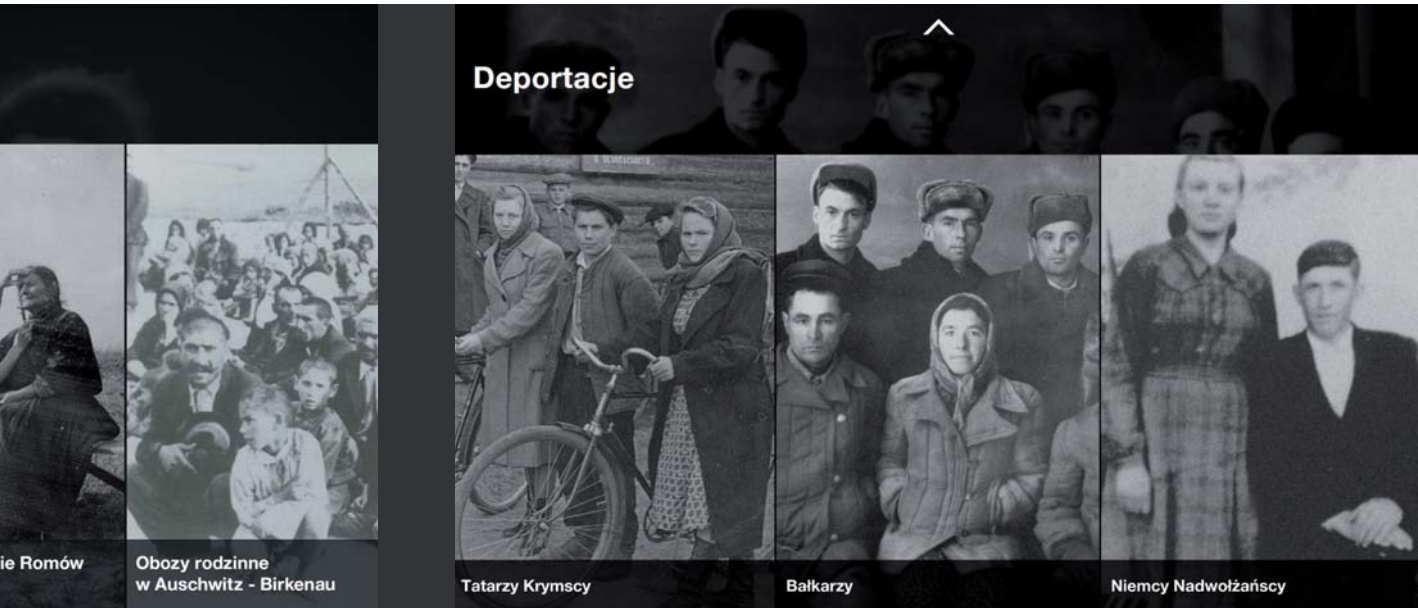 ie Romów
Obozy rodzinne
w Auschwitz - Birkenau
Deportacje
Tatarzy Krymscy
Bałkarzy
Niemcy Nadwołżańscy